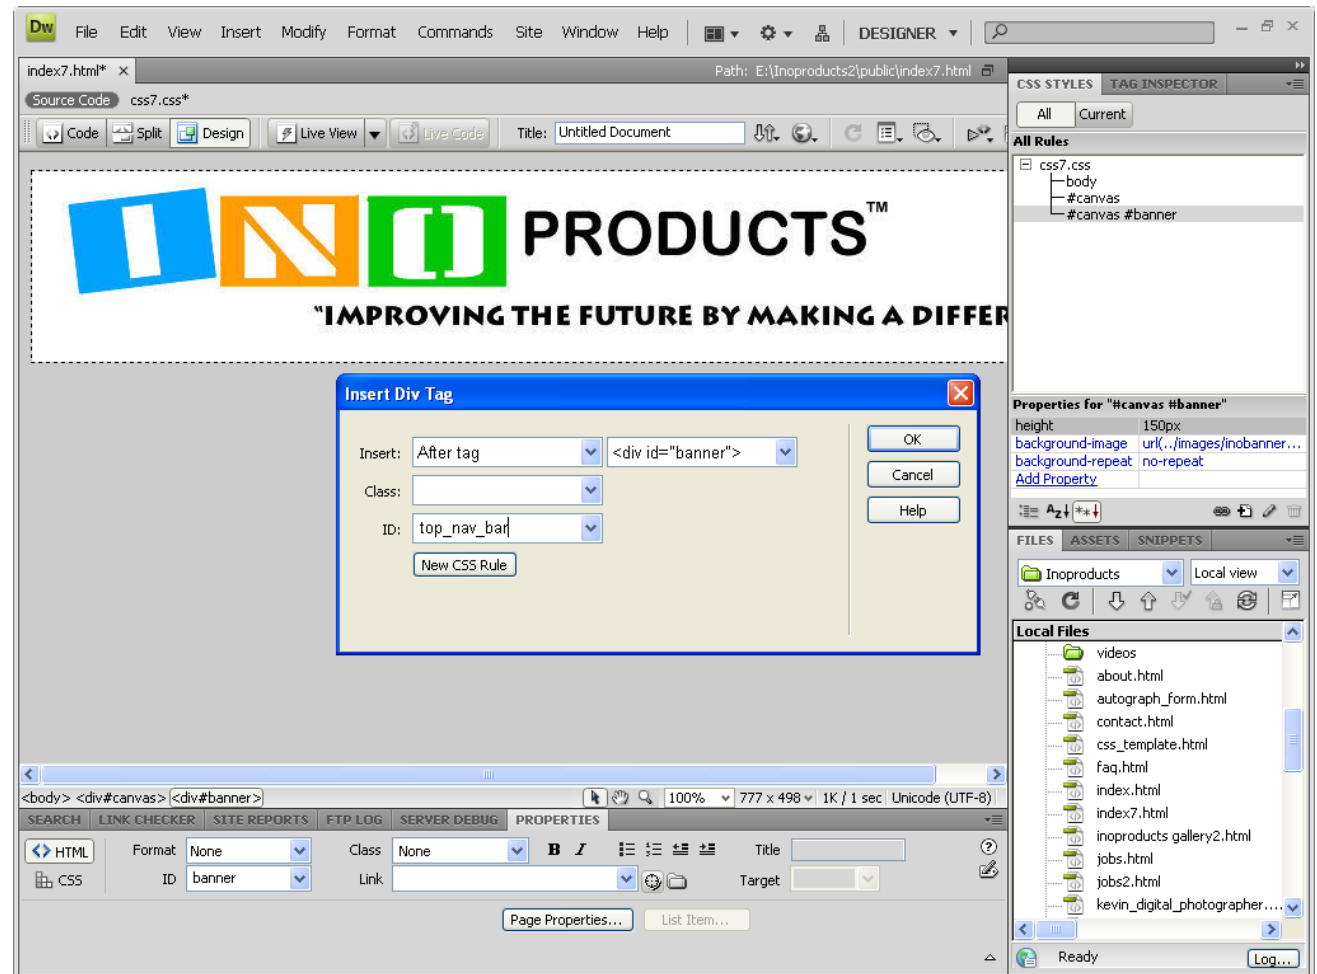 Dw File Edit View Insert Modify Format Commands Site Window Help DESIGNER
index7.html* × Path: E:\Inoproducts2\public\index7.html
Source Code css7.css*
Code Split Design Live View Live Code Title: Untitled Document
INO PRODUCTS™
"IMPROVING THE FUTURE BY MAKING A DIFFER
Insert Div Tag
Insert: After tag <div id="banner">
Class:
ID: top_nav_bar
New CSS Rule
OK
Cancel
Help
<body> <div#canvas> <div#banner> 100% 777 x 498 1K / 1 sec Unicode (UTF-8)
SEARCH LINK CHECKER SITE REPORTS FTP LOG SERVER DEBUG PROPERTIES
HTML Format None Class None B I Title
CSS ID banner Link Target
Page Properties... List Item...
CSS STYLES TAG INSPECTOR
All Current
All Rules
css7.css
body
#canvas
#canvas #banner
Properties for "#canvas #banner"
height 150px
background-image url(../images/inobanner...
background-repeat no-repeat
Add Property
Az **
FILES ASSETS SNIPPETS
Inoproducts Local view
Local Files
videos
about.html
autograph_form.html
contact.html
css_template.html
faq.html
index.html
index7.html
inoproducts gallery2.html
jobs.html
jobs2.html
kevin_digital_photographer....
Ready Log...